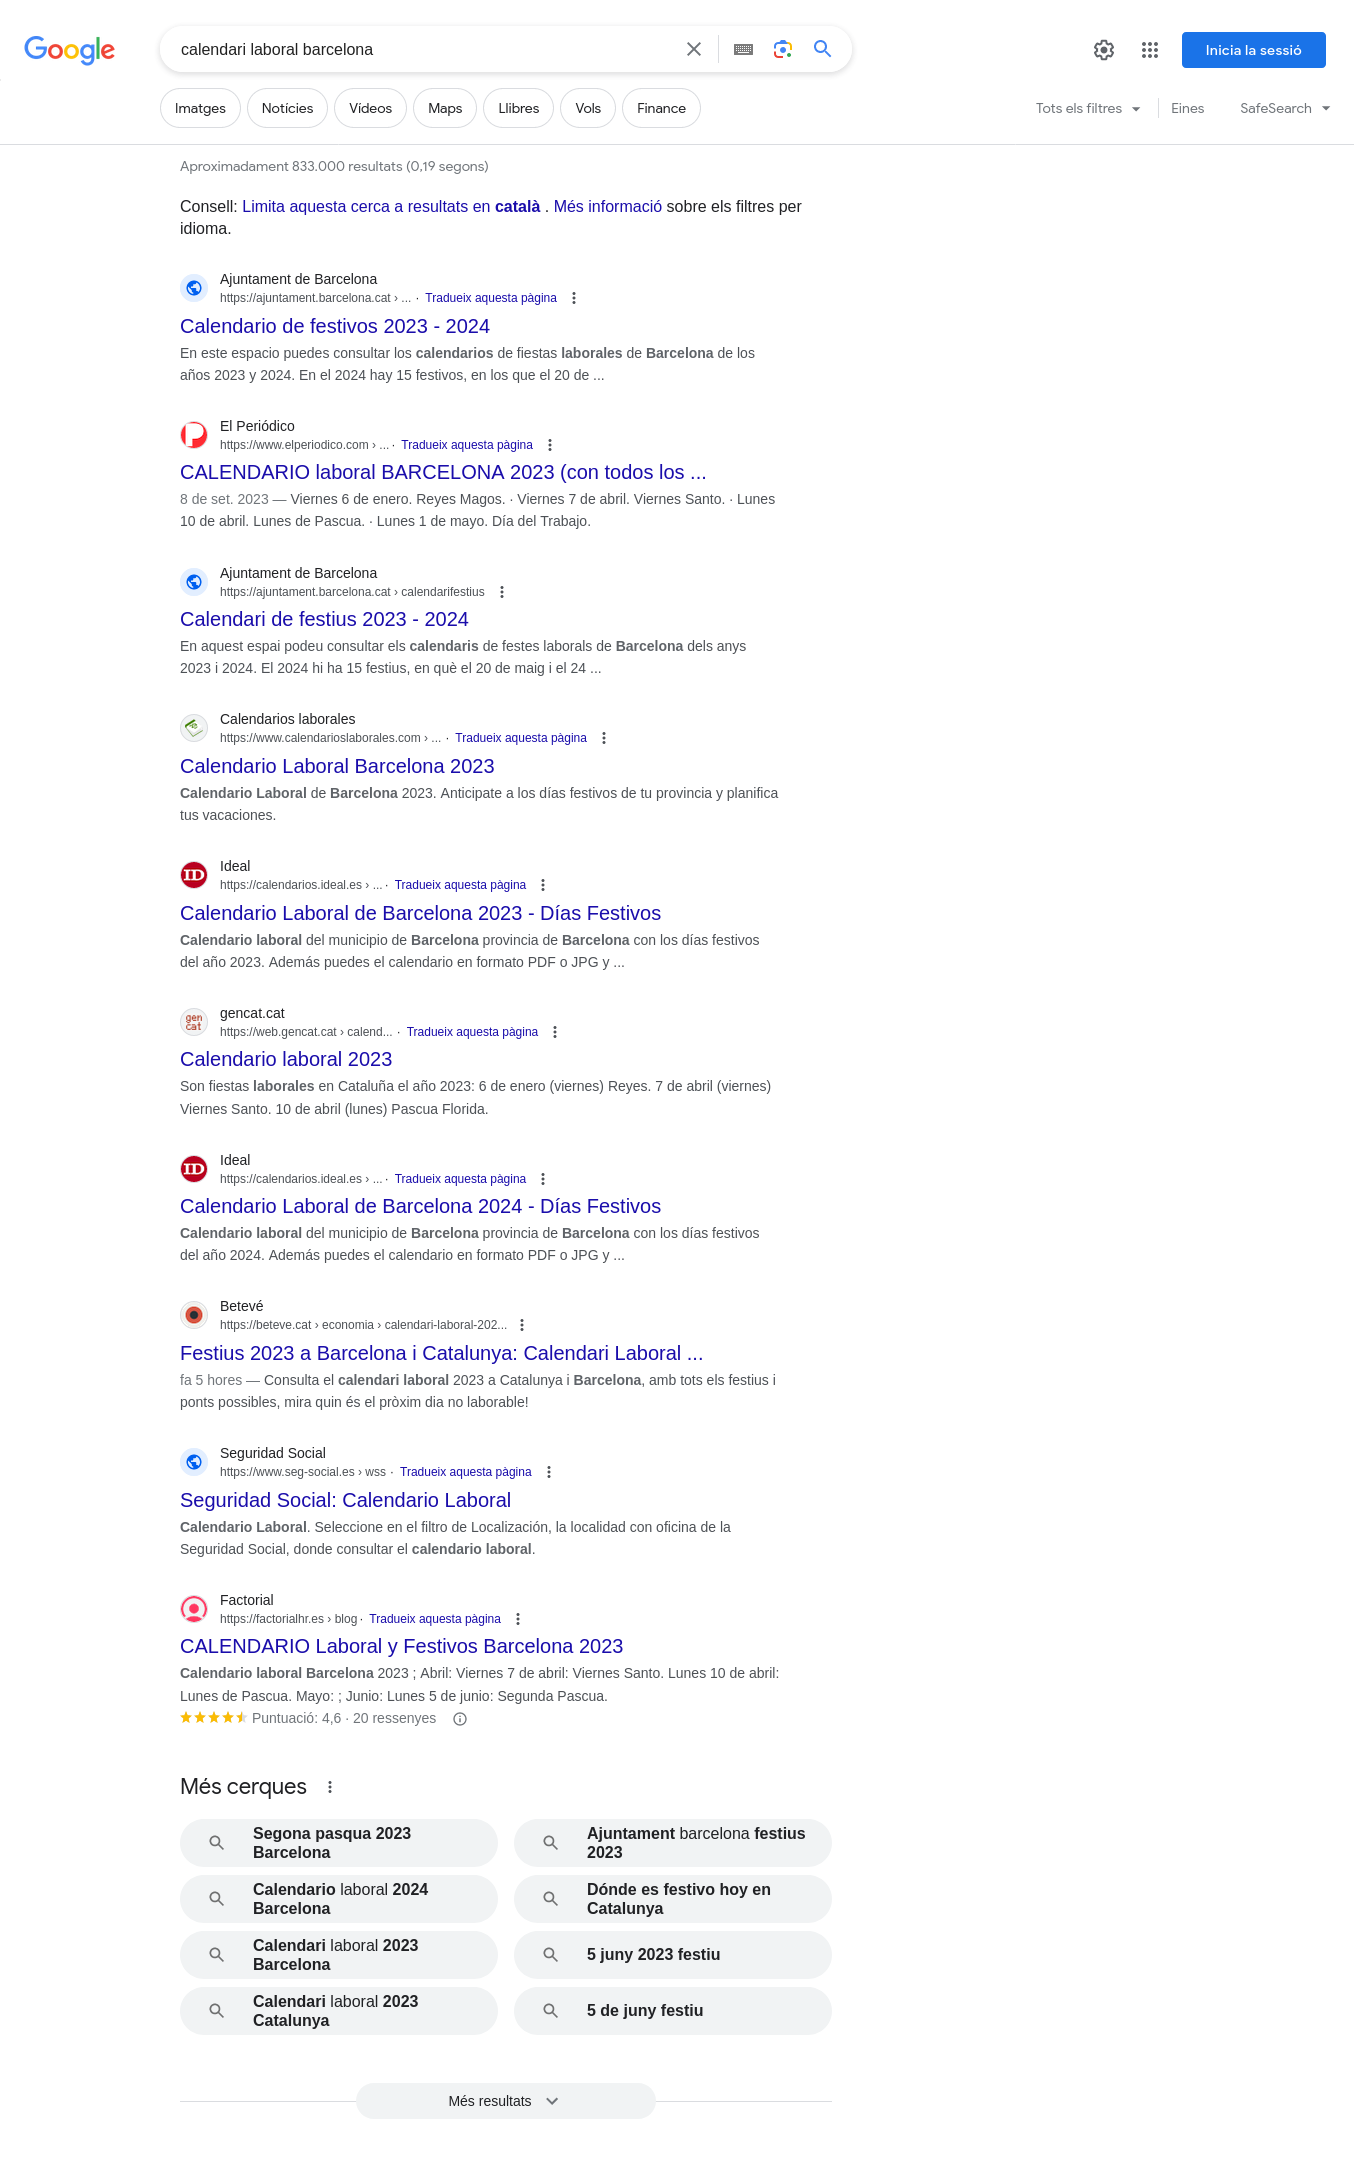 Google
calendari laboral barcelona
Inicia la sessió
Imatges
Notícies
Vídeos
Maps
Llibres
Vols
Finance
Tots els filtres
Eines
SafeSearch
Aproximadament 833.000 resultats (0,19 segons)
Consell: Limita aquesta cerca a resultats en català . Més informació sobre els filtres per
idioma.
Ajuntament de Barcelona
https://ajuntament.barcelona.cat › ... · Tradueix aquesta pàgina
Calendario de festivos 2023 - 2024
En este espacio puedes consultar los calendarios de fiestas laborales de Barcelona de los
años 2023 y 2024. En el 2024 hay 15 festivos, en los que el 20 de ...
El Periódico
https://www.elperiodico.com › ... · Tradueix aquesta pàgina
CALENDARIO laboral BARCELONA 2023 (con todos los ...
8 de set. 2023 — Viernes 6 de enero. Reyes Magos. · Viernes 7 de abril. Viernes Santo. · Lunes
10 de abril. Lunes de Pascua. · Lunes 1 de mayo. Día del Trabajo.
Ajuntament de Barcelona
https://ajuntament.barcelona.cat › calendarifestius
Calendari de festius 2023 - 2024
En aquest espai podeu consultar els calendaris de festes laborals de Barcelona dels anys
2023 i 2024. El 2024 hi ha 15 festius, en què el 20 de maig i el 24 ...
Calendarios laborales
https://www.calendarioslaborales.com › ... · Tradueix aquesta pàgina
Calendario Laboral Barcelona 2023
Calendario Laboral de Barcelona 2023. Anticipate a los días festivos de tu provincia y planifica
tus vacaciones.
ID
Ideal
https://calendarios.ideal.es › ... · Tradueix aquesta pàgina
Calendario Laboral de Barcelona 2023 - Días Festivos
Calendario laboral del municipio de Barcelona provincia de Barcelona con los días festivos
del año 2023. Además puedes el calendario en formato PDF o JPG y ...
gen
cat
gencat.cat
https://web.gencat.cat › calend... · Tradueix aquesta pàgina
Calendario laboral 2023
Son fiestas laborales en Cataluña el año 2023: 6 de enero (viernes) Reyes. 7 de abril (viernes)
Viernes Santo. 10 de abril (lunes) Pascua Florida.
ID
Ideal
https://calendarios.ideal.es › ... · Tradueix aquesta pàgina
Calendario Laboral de Barcelona 2024 - Días Festivos
Calendario laboral del municipio de Barcelona provincia de Barcelona con los días festivos
del año 2024. Además puedes el calendario en formato PDF o JPG y ...
Betevé
https://beteve.cat › economia › calendari-laboral-202...
Festius 2023 a Barcelona i Catalunya: Calendari Laboral ...
fa 5 hores — Consulta el calendari laboral 2023 a Catalunya i Barcelona, amb tots els festius i
ponts possibles, mira quin és el pròxim dia no laborable!
Seguridad Social
https://www.seg-social.es › wss · Tradueix aquesta pàgina
Seguridad Social: Calendario Laboral
Calendario Laboral. Seleccione en el filtro de Localización, la localidad con oficina de la
Seguridad Social, donde consultar el calendario laboral.
Factorial
https://factorialhr.es › blog · Tradueix aquesta pàgina
CALENDARIO Laboral y Festivos Barcelona 2023
Calendario laboral Barcelona 2023 ; Abril: Viernes 7 de abril: Viernes Santo. Lunes 10 de abril:
Lunes de Pascua. Mayo: ; Junio: Lunes 5 de junio: Segunda Pascua.
Puntuació: 4,6 · 20 ressenyes
Més cerques
Segona pasqua 2023
Barcelona
Ajuntament barcelona festius
2023
Calendario laboral 2024
Barcelona
Dónde es festivo hoy en
Catalunya
Calendari laboral 2023
Barcelona
5 juny 2023 festiu
Calendari laboral 2023
Catalunya
5 de juny festiu
Més resultats